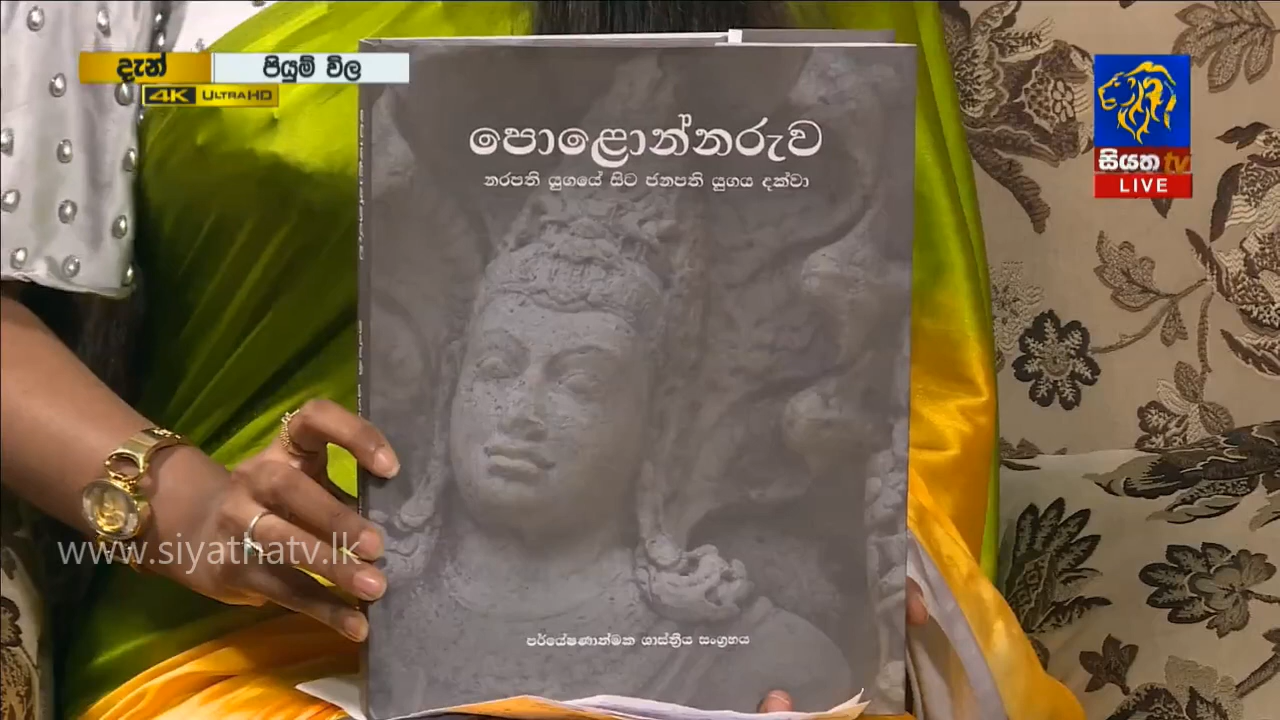 දැන්
පියුම් විල
4K ULTRA HD
සියත tv
LIVE
පොළොන්නරුව
නරපති යුගයේ සිට ජනපති යුගය දක්වා
www.siyathatv.lk
පර්යේෂණාත්මක ශාස්ත්‍රීය සංග්‍රහය